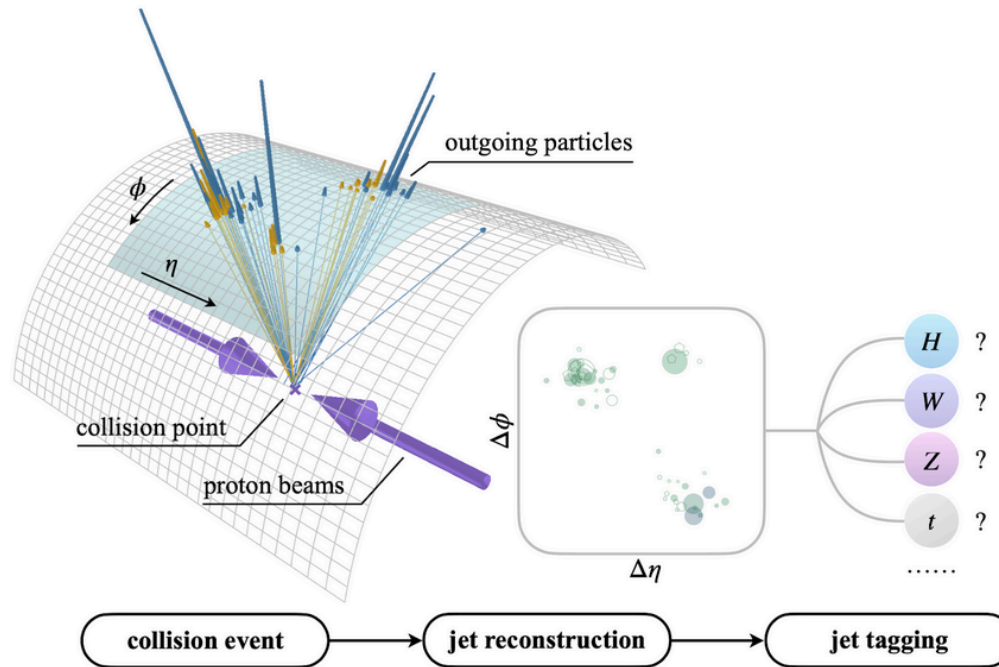 outgoing particles
ϕ
η
collision point
proton beams
Δϕ
Δη
H ?
W ?
Z ?
t ?
......
collision event
jet reconstruction
jet tagging